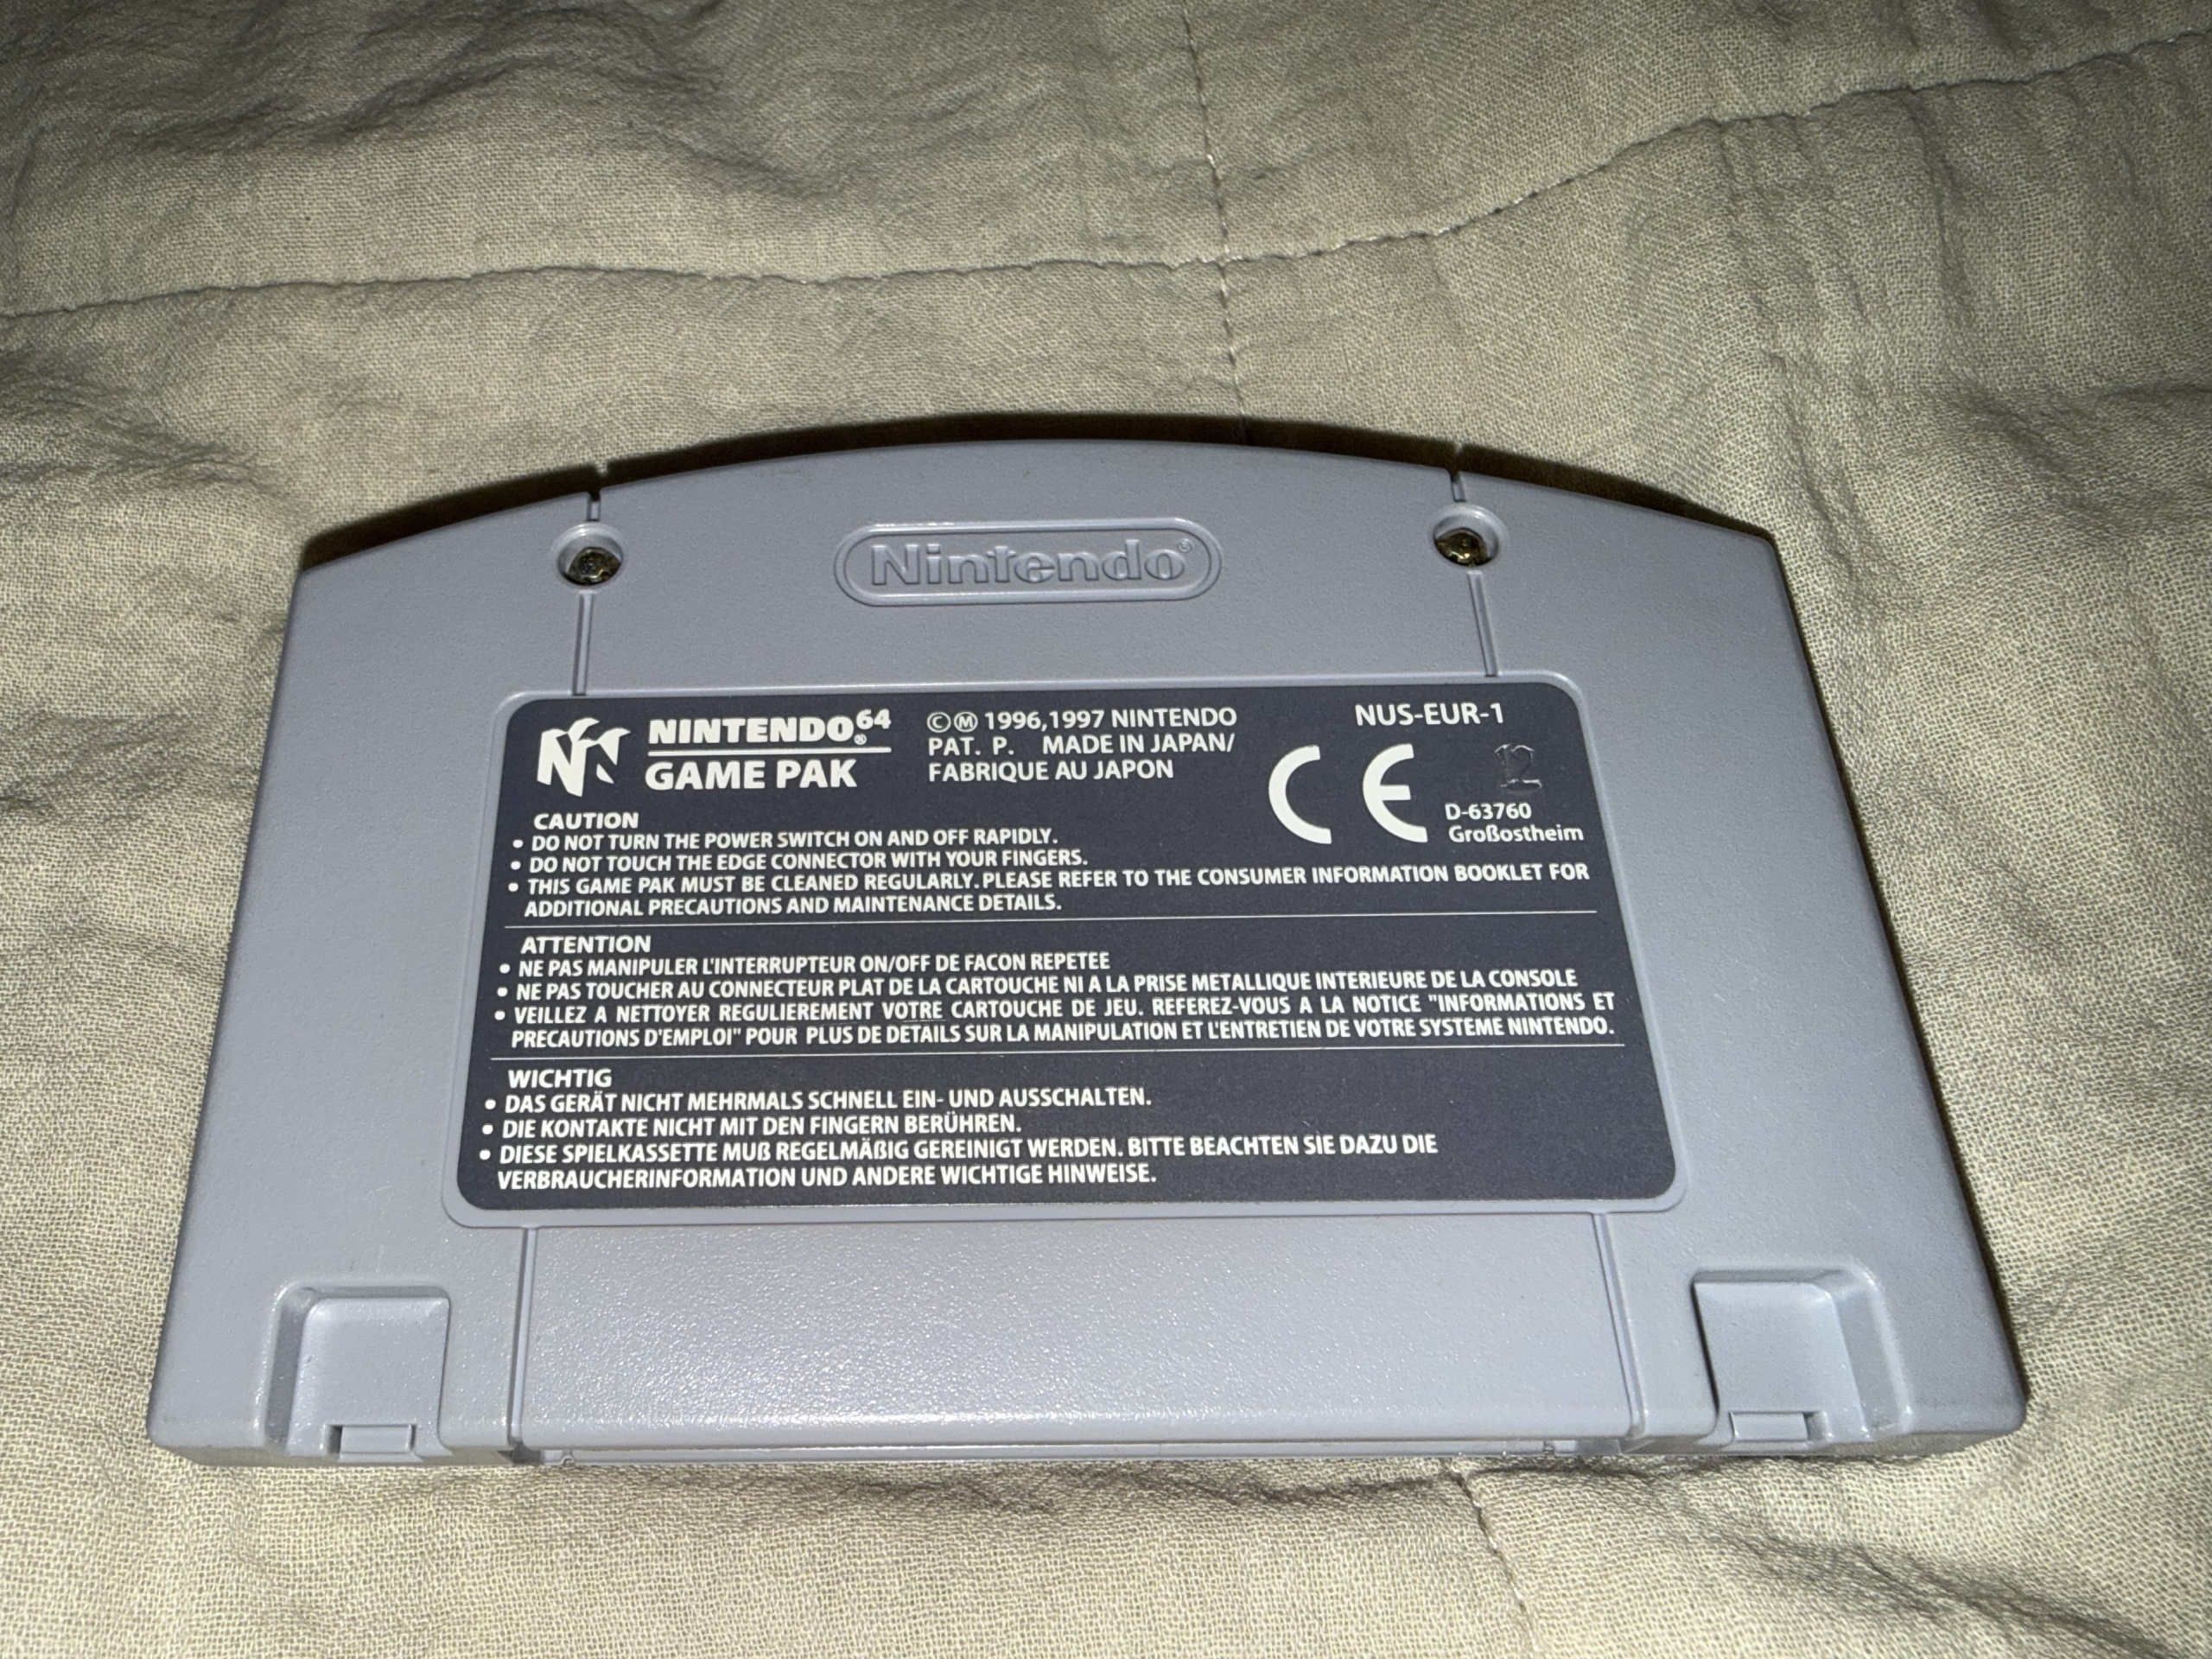 Nintendo®
NINTENDO⁶⁴®
GAME PAK
©Ⓜ 1996,1997 NINTENDO
PAT. P. MADE IN JAPAN/
FABRIQUE AU JAPON
NUS-EUR-1
CE
12
D-63760
Großostheim
CAUTION
• DO NOT TURN THE POWER SWITCH ON AND OFF RAPIDLY.
• DO NOT TOUCH THE EDGE CONNECTOR WITH YOUR FINGERS.
• THIS GAME PAK MUST BE CLEANED REGULARLY. PLEASE REFER TO THE CONSUMER INFORMATION BOOKLET FOR
ADDITIONAL PRECAUTIONS AND MAINTENANCE DETAILS.
ATTENTION
• NE PAS MANIPULER L'INTERRUPTEUR ON/OFF DE FACON REPETEE
• NE PAS TOUCHER AU CONNECTEUR PLAT DE LA CARTOUCHE NI A LA PRISE METALLIQUE INTERIEURE DE LA CONSOLE
• VEILLEZ A NETTOYER REGULIEREMENT VOTRE CARTOUCHE DE JEU. REFEREZ-VOUS A LA NOTICE "INFORMATIONS ET
PRECAUTIONS D'EMPLOI" POUR PLUS DE DETAILS SUR LA MANIPULATION ET L'ENTRETIEN DE VOTRE SYSTEME NINTENDO.
WICHTIG
• DAS GERÄT NICHT MEHRMALS SCHNELL EIN- UND AUSSCHALTEN.
• DIE KONTAKTE NICHT MIT DEN FINGERN BERÜHREN.
• DIESE SPIELKASSETTE MUß REGELMÄßIG GEREINIGT WERDEN. BITTE BEACHTEN SIE DAZU DIE
VERBRAUCHERINFORMATION UND ANDERE WICHTIGE HINWEISE.